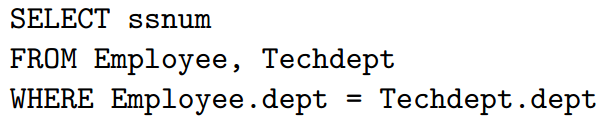 SELECT ssnum
FROM Employee, Techdept
WHERE Employee.dept = Techdept.dept